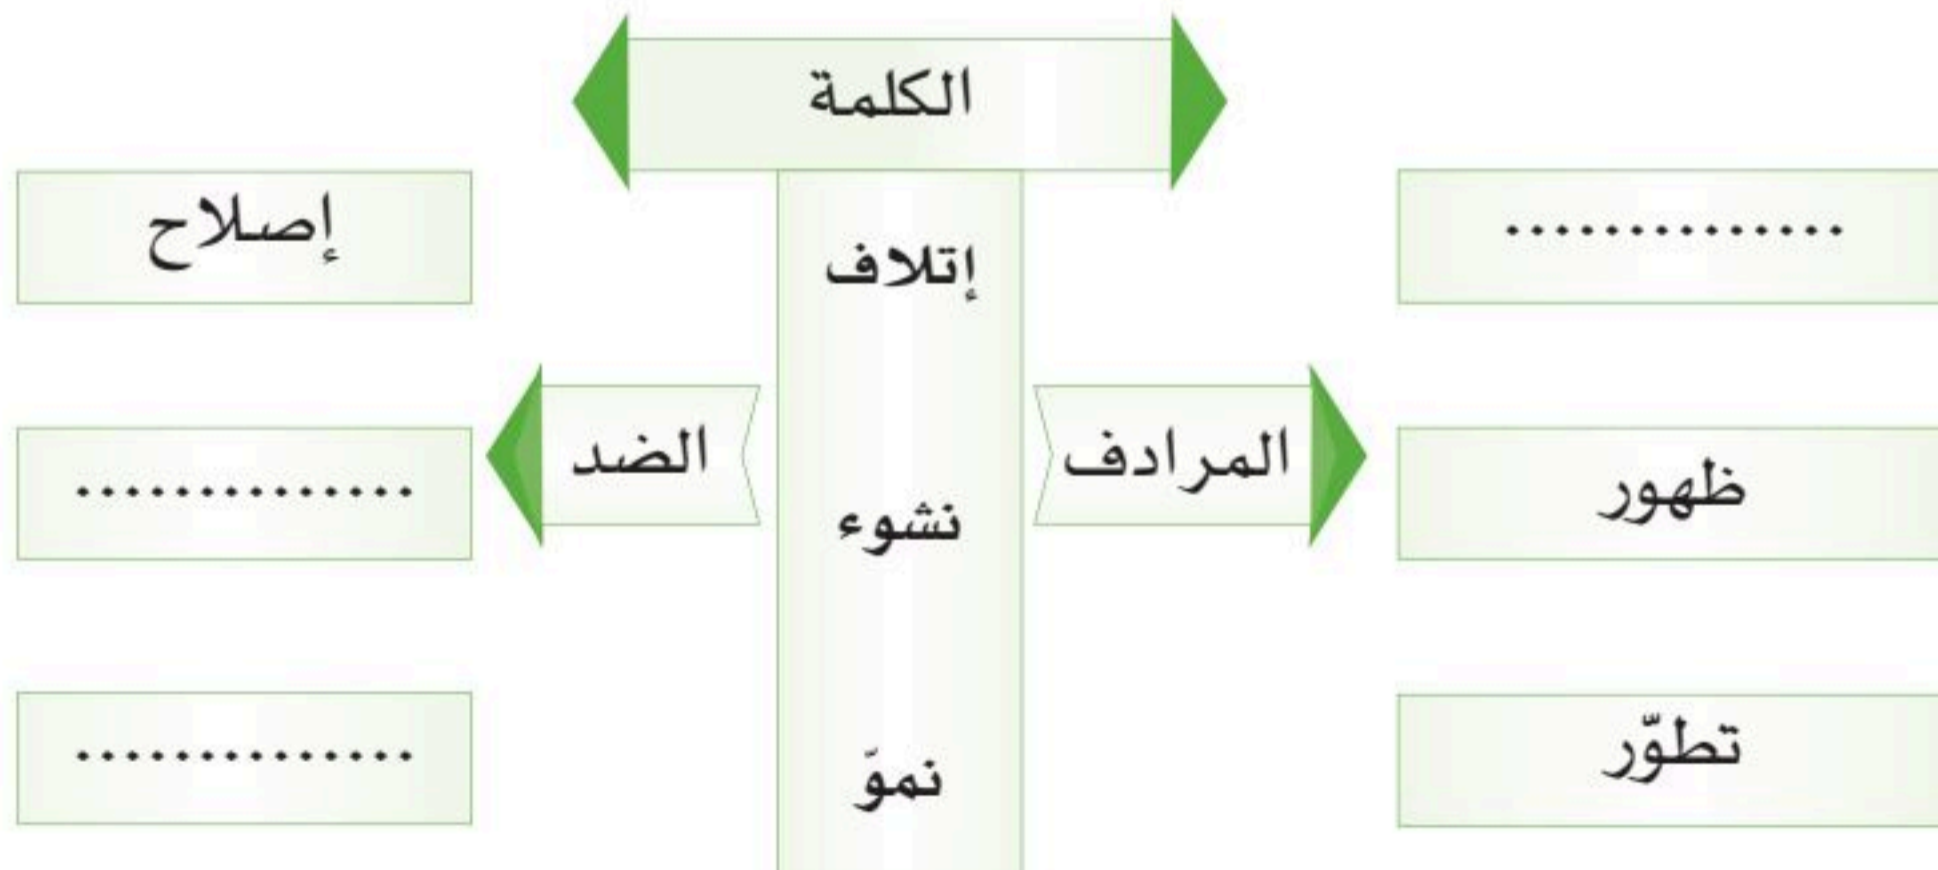 الكلمة
.............. إتلاف إصلاح
المرادف الضد
ظهور نشوء ..............
تطوّر نموّ ..............